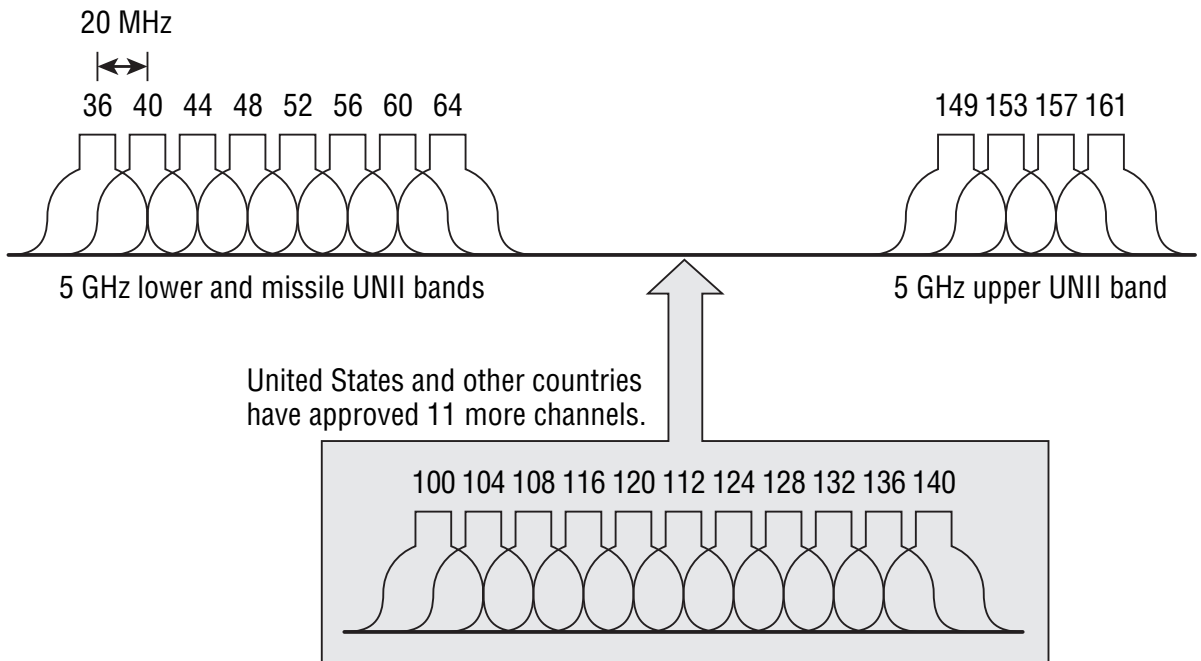 20 MHz
36 40 44 48 52 56 60 64
149 153 157 161
5 GHz lower and missile UNII bands
5 GHz upper UNII band
United States and other countries
have approved 11 more channels.
100 104 108 116 120 112 124 128 132 136 140